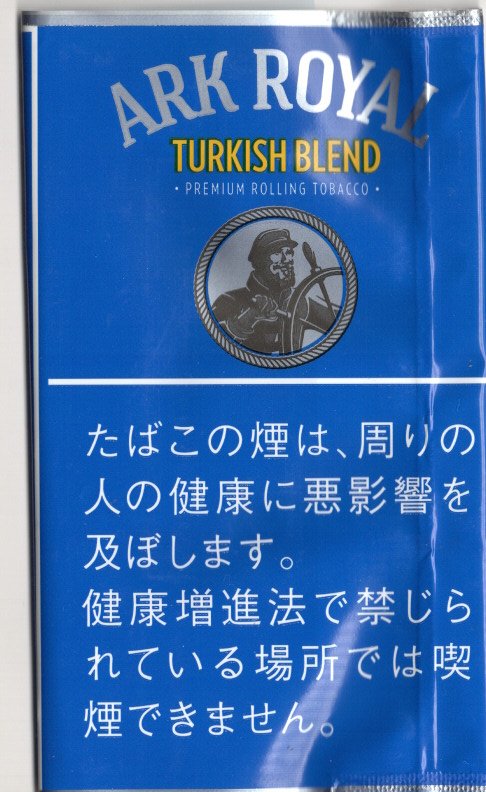 ARK ROYAL
TURKISH BLEND
• PREMIUM ROLLING TOBACCO •
たばこの煙は、周りの
人の健康に悪影響を
及ぼします。
健康増進法で禁じら
れている場所では喫
煙できません。